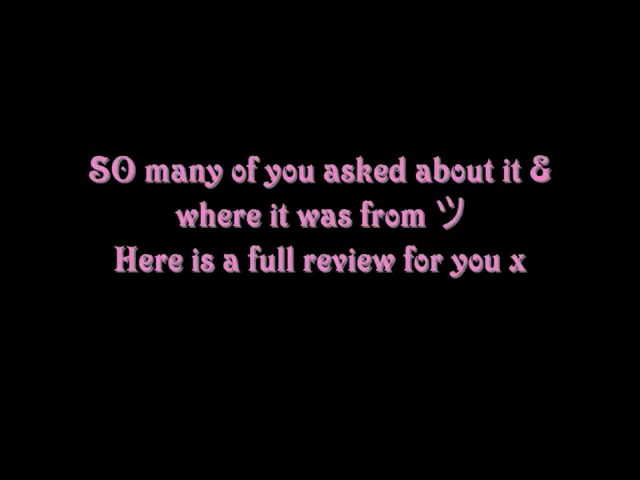 SO many of you asked about it &
where it was from ツ
Here is a full review for you x